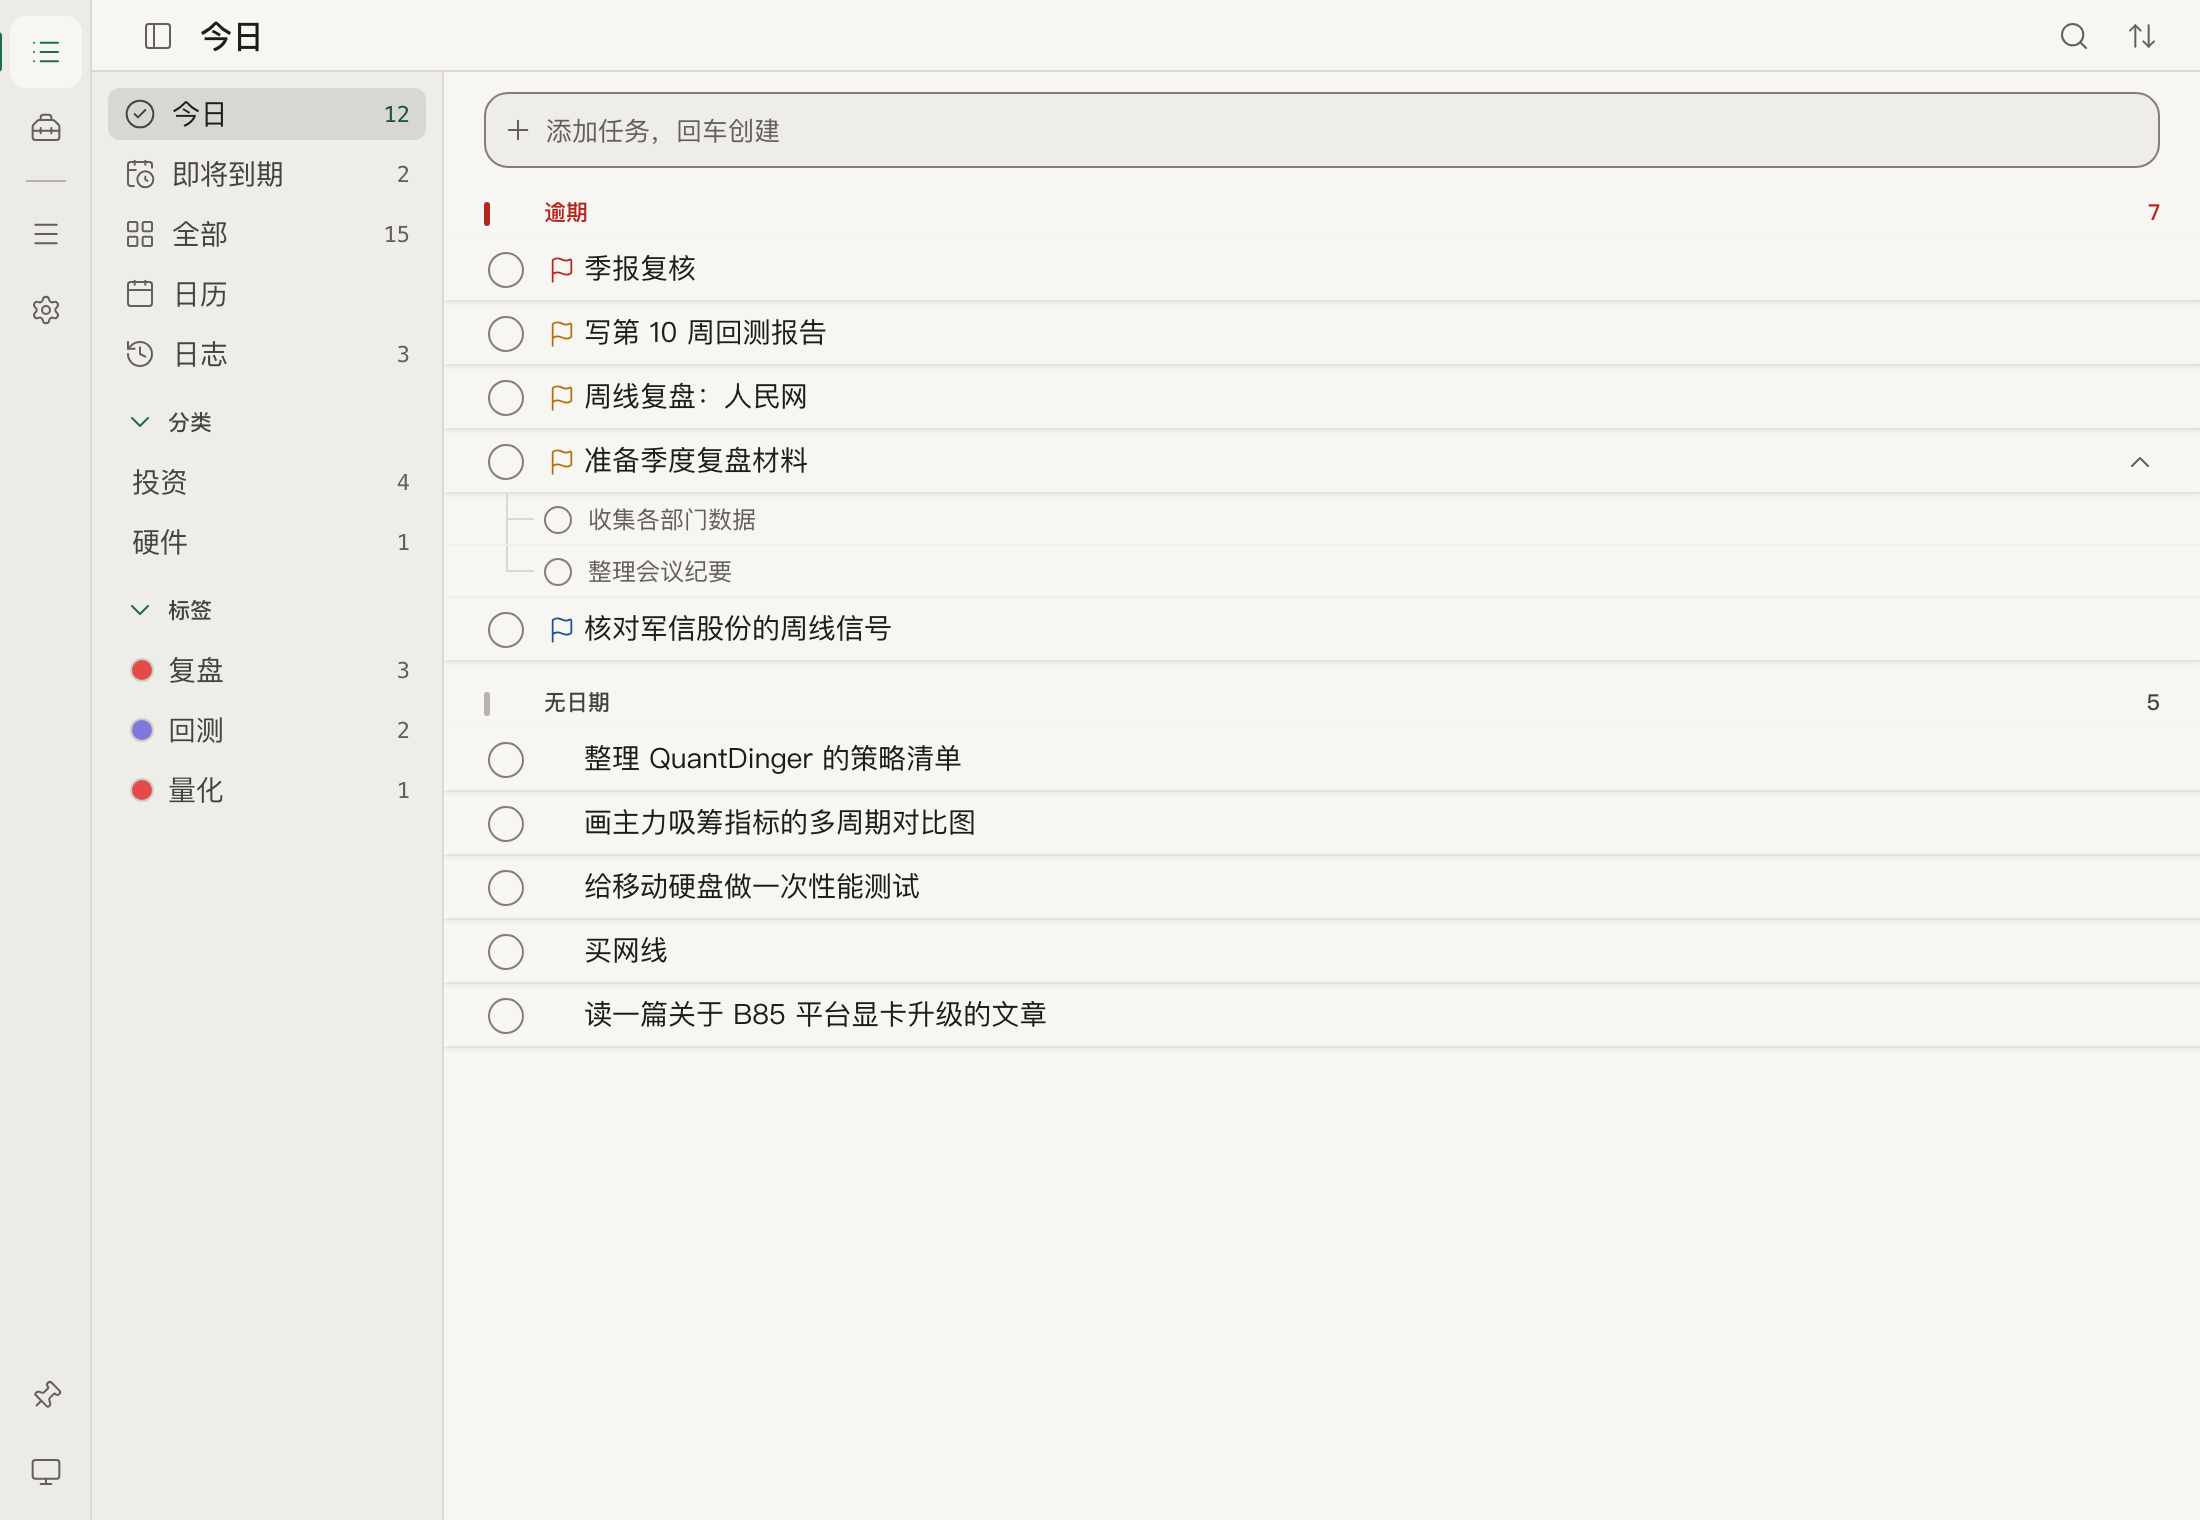 今日
今日 12
即将到期 2
全部 15
日历
日志 3
分类
投资 4
硬件 1
标签
复盘 3
回测 2
量化 1
添加任务，回车创建
逾期 7
季报复核
写第 10 周回测报告
周线复盘：人民网
准备季度复盘材料
收集各部门数据
整理会议纪要
核对军信股份的周线信号
无日期 5
整理 QuantDinger 的策略清单
画主力吸筹指标的多周期对比图
给移动硬盘做一次性能测试
买网线
读一篇关于 B85 平台显卡升级的文章